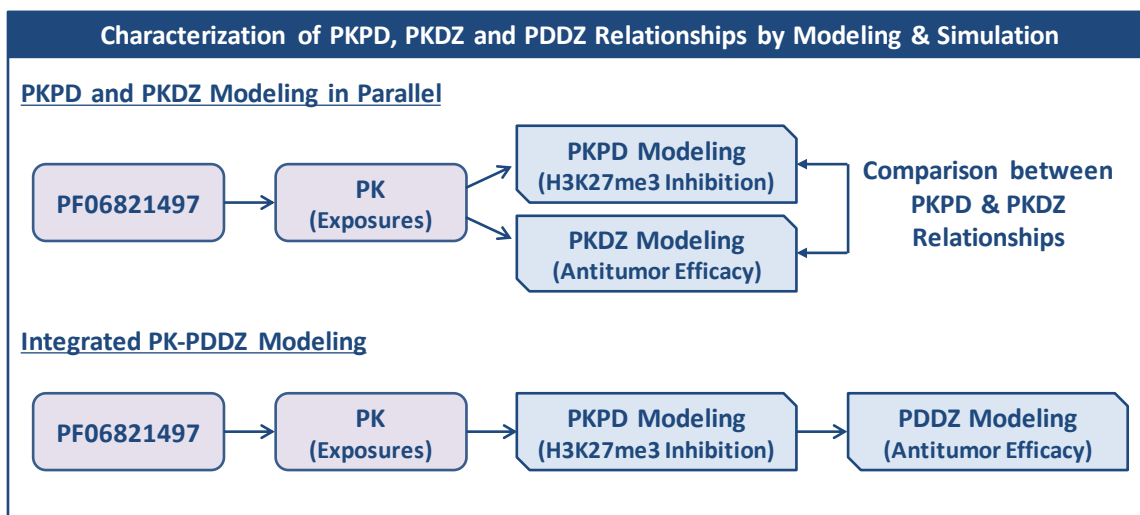 Characterization of PKPD, PKDZ and PDDZ Relationships by Modeling & Simulation
PKPD and PKDZ Modeling in Parallel
PF06821497
PK
(Exposures)
PKPD Modeling
(H3K27me3 Inhibition)
PKDZ Modeling
(Antitumor Efficacy)
Comparison between
PKPD & PKDZ
Relationships
Integrated PK-PDDZ Modeling
PF06821497
PK
(Exposures)
PKPD Modeling
(H3K27me3 Inhibition)
PDDZ Modeling
(Antitumor Efficacy)